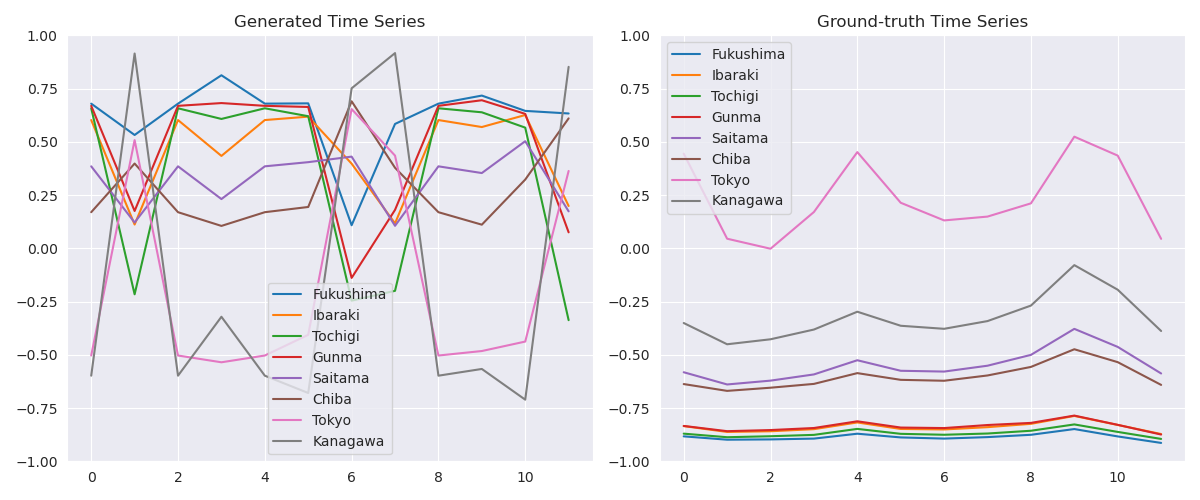 Generated Time Series
1.00
0.75
0.50
0.25
0.00
−0.25
−0.50
−0.75
−1.00
0
2
4
6
8
10
Fukushima
Ibaraki
Tochigi
Gunma
Saitama
Chiba
Tokyo
Kanagawa
Ground-truth Time Series
1.00
0.75
0.50
0.25
0.00
−0.25
−0.50
−0.75
−1.00
0
2
4
6
8
10
Fukushima
Ibaraki
Tochigi
Gunma
Saitama
Chiba
Tokyo
Kanagawa